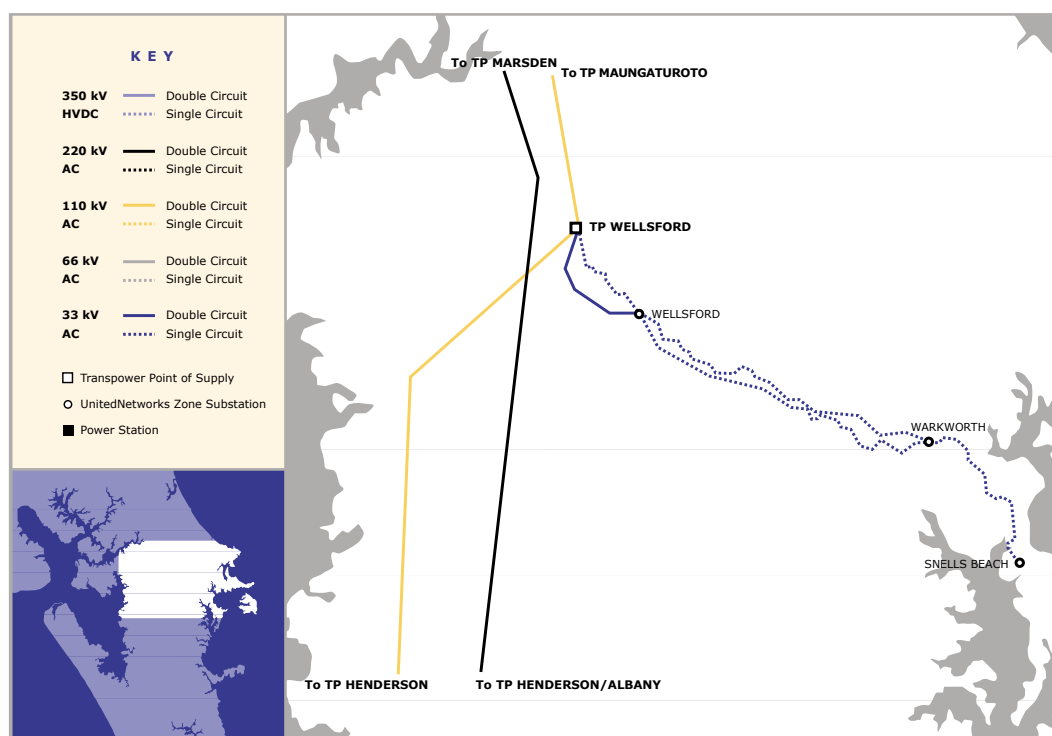 KEY
350 kV Double Circuit
HVDC Single Circuit
220 kV Double Circuit
AC Single Circuit
110 kV Double Circuit
AC Single Circuit
66 kV Double Circuit
AC Single Circuit
33 kV Double Circuit
AC Single Circuit
Transpower Point of Supply
UnitedNetworks Zone Substation
Power Station
To TP MARSDEN
To TP MAUNGATUROTO
TP WELLSFORD
WELLSFORD
WARKWORTH
SNELLS BEACH
To TP HENDERSON
To TP HENDERSON/ALBANY